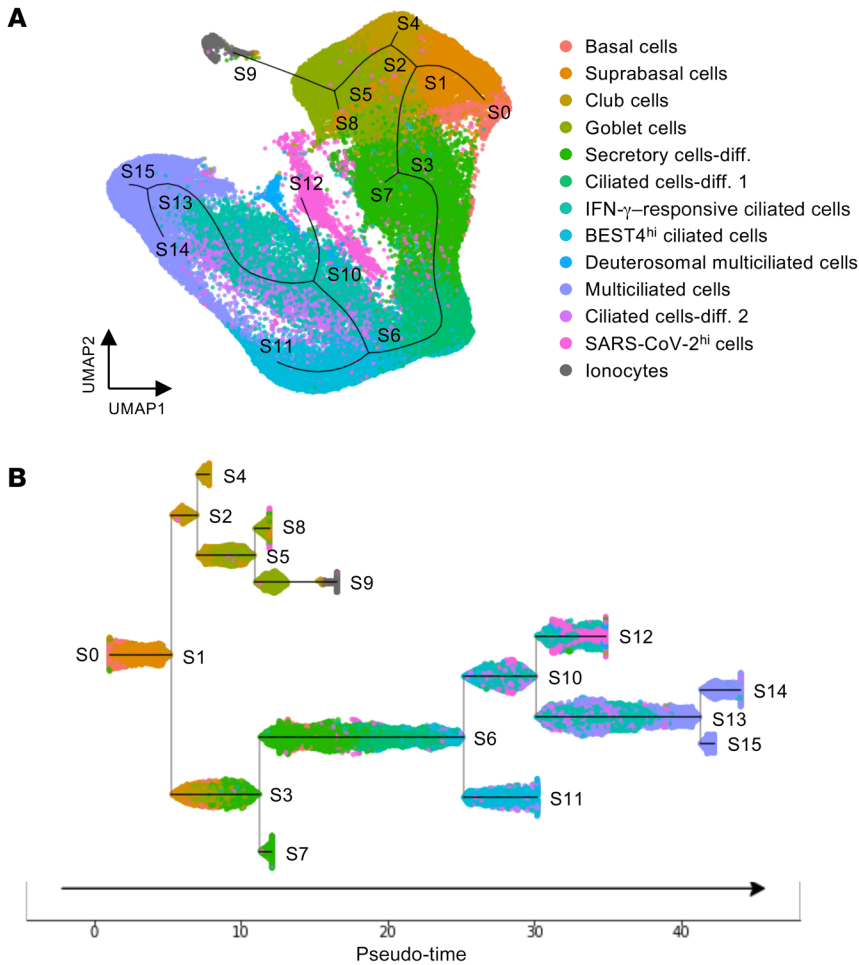 A
S4
S9
S2
S1
S5
S8
S0
S3
S7
S15
S12
S13
S14
S10
S6
S11
UMAP2
UMAP1
Basal cells
Suprabasal cells
Club cells
Goblet cells
Secretory cells-diff.
Ciliated cells-diff. 1
IFN-γ–responsive ciliated cells
BEST4hi ciliated cells
Deuterosomal multiciliated cells
Multiciliated cells
Ciliated cells-diff. 2
SARS-CoV-2hi cells
Ionocytes
B
S4
S2
S8
S5
S9
S0
S1
S12
S10
S14
S13
S6
S15
S3
S11
S7
0 10 20 30 40
Pseudo-time